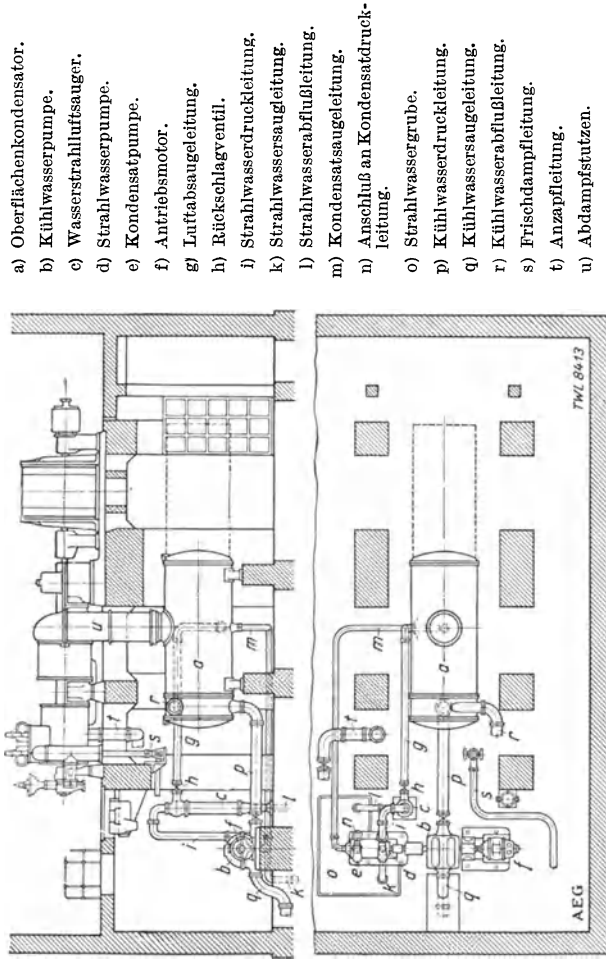 a) Oberflächenkondensator.
b) Kühlwasserpumpe.
c) Wasserstrahlluftsauger.
d) Strahlwasserpumpe.
e) Kondensatpumpe.
f) Antriebsmotor.
g) Luftabsaugeleitung.
h) Rückschlagventil.
i) Strahlwasserdruckleitung.
k) Strahlwassersaugleitung.
l) Strahlwasserabflußleitung.
m) Kondensatsaugeleitung.
n) Anschluß an Kondensatdruck-
leitung.
o) Strahlwassergrube.
p) Kühlwasserdruckleitung.
q) Kühlwassersaugeleitung.
r) Kühlwasserabflußleitung.
s) Frischdampfleitung.
t) Anzapfleitung.
u) Abdampfstutzen.
u
t
s
r
a
m
g
h
c
p
i
f
b
l
q
k
m
a
t
g
r
h
p
l
n
c
i
s
b
o
e
k
d
f
q
AEG
TWL 8413